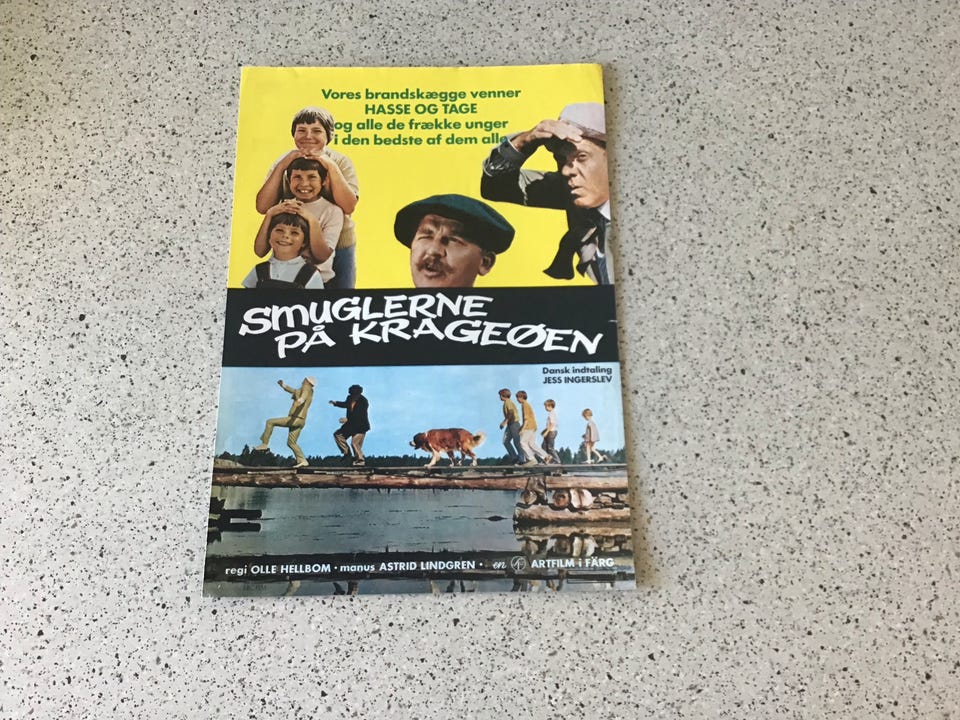 Vores brandskægge venner
HASSE OG TAGE
og alle de frække unger
i den bedste af dem alle
SMUGLERNE
PÅ KRAGEØEN
Dansk indtaling
JESS INGERSLEV
regi OLLE HELLBOM · manus ASTRID LINDGREN · en SF ARTFILM i FÄRG